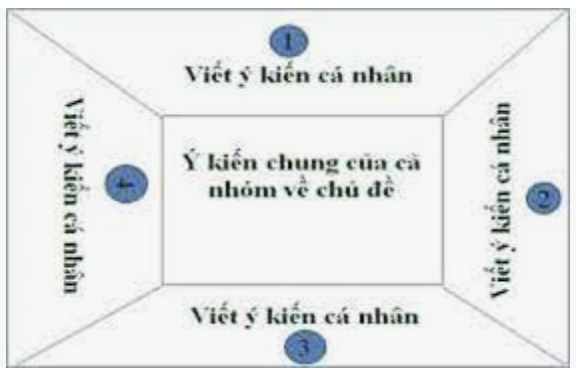 1
Viết ý kiến cá nhân
Viết ý kiến cá nhân
4
Ý kiến chung của cả
nhóm về chủ đề
2
Viết ý kiến cá nhân
Viết ý kiến cá nhân
3